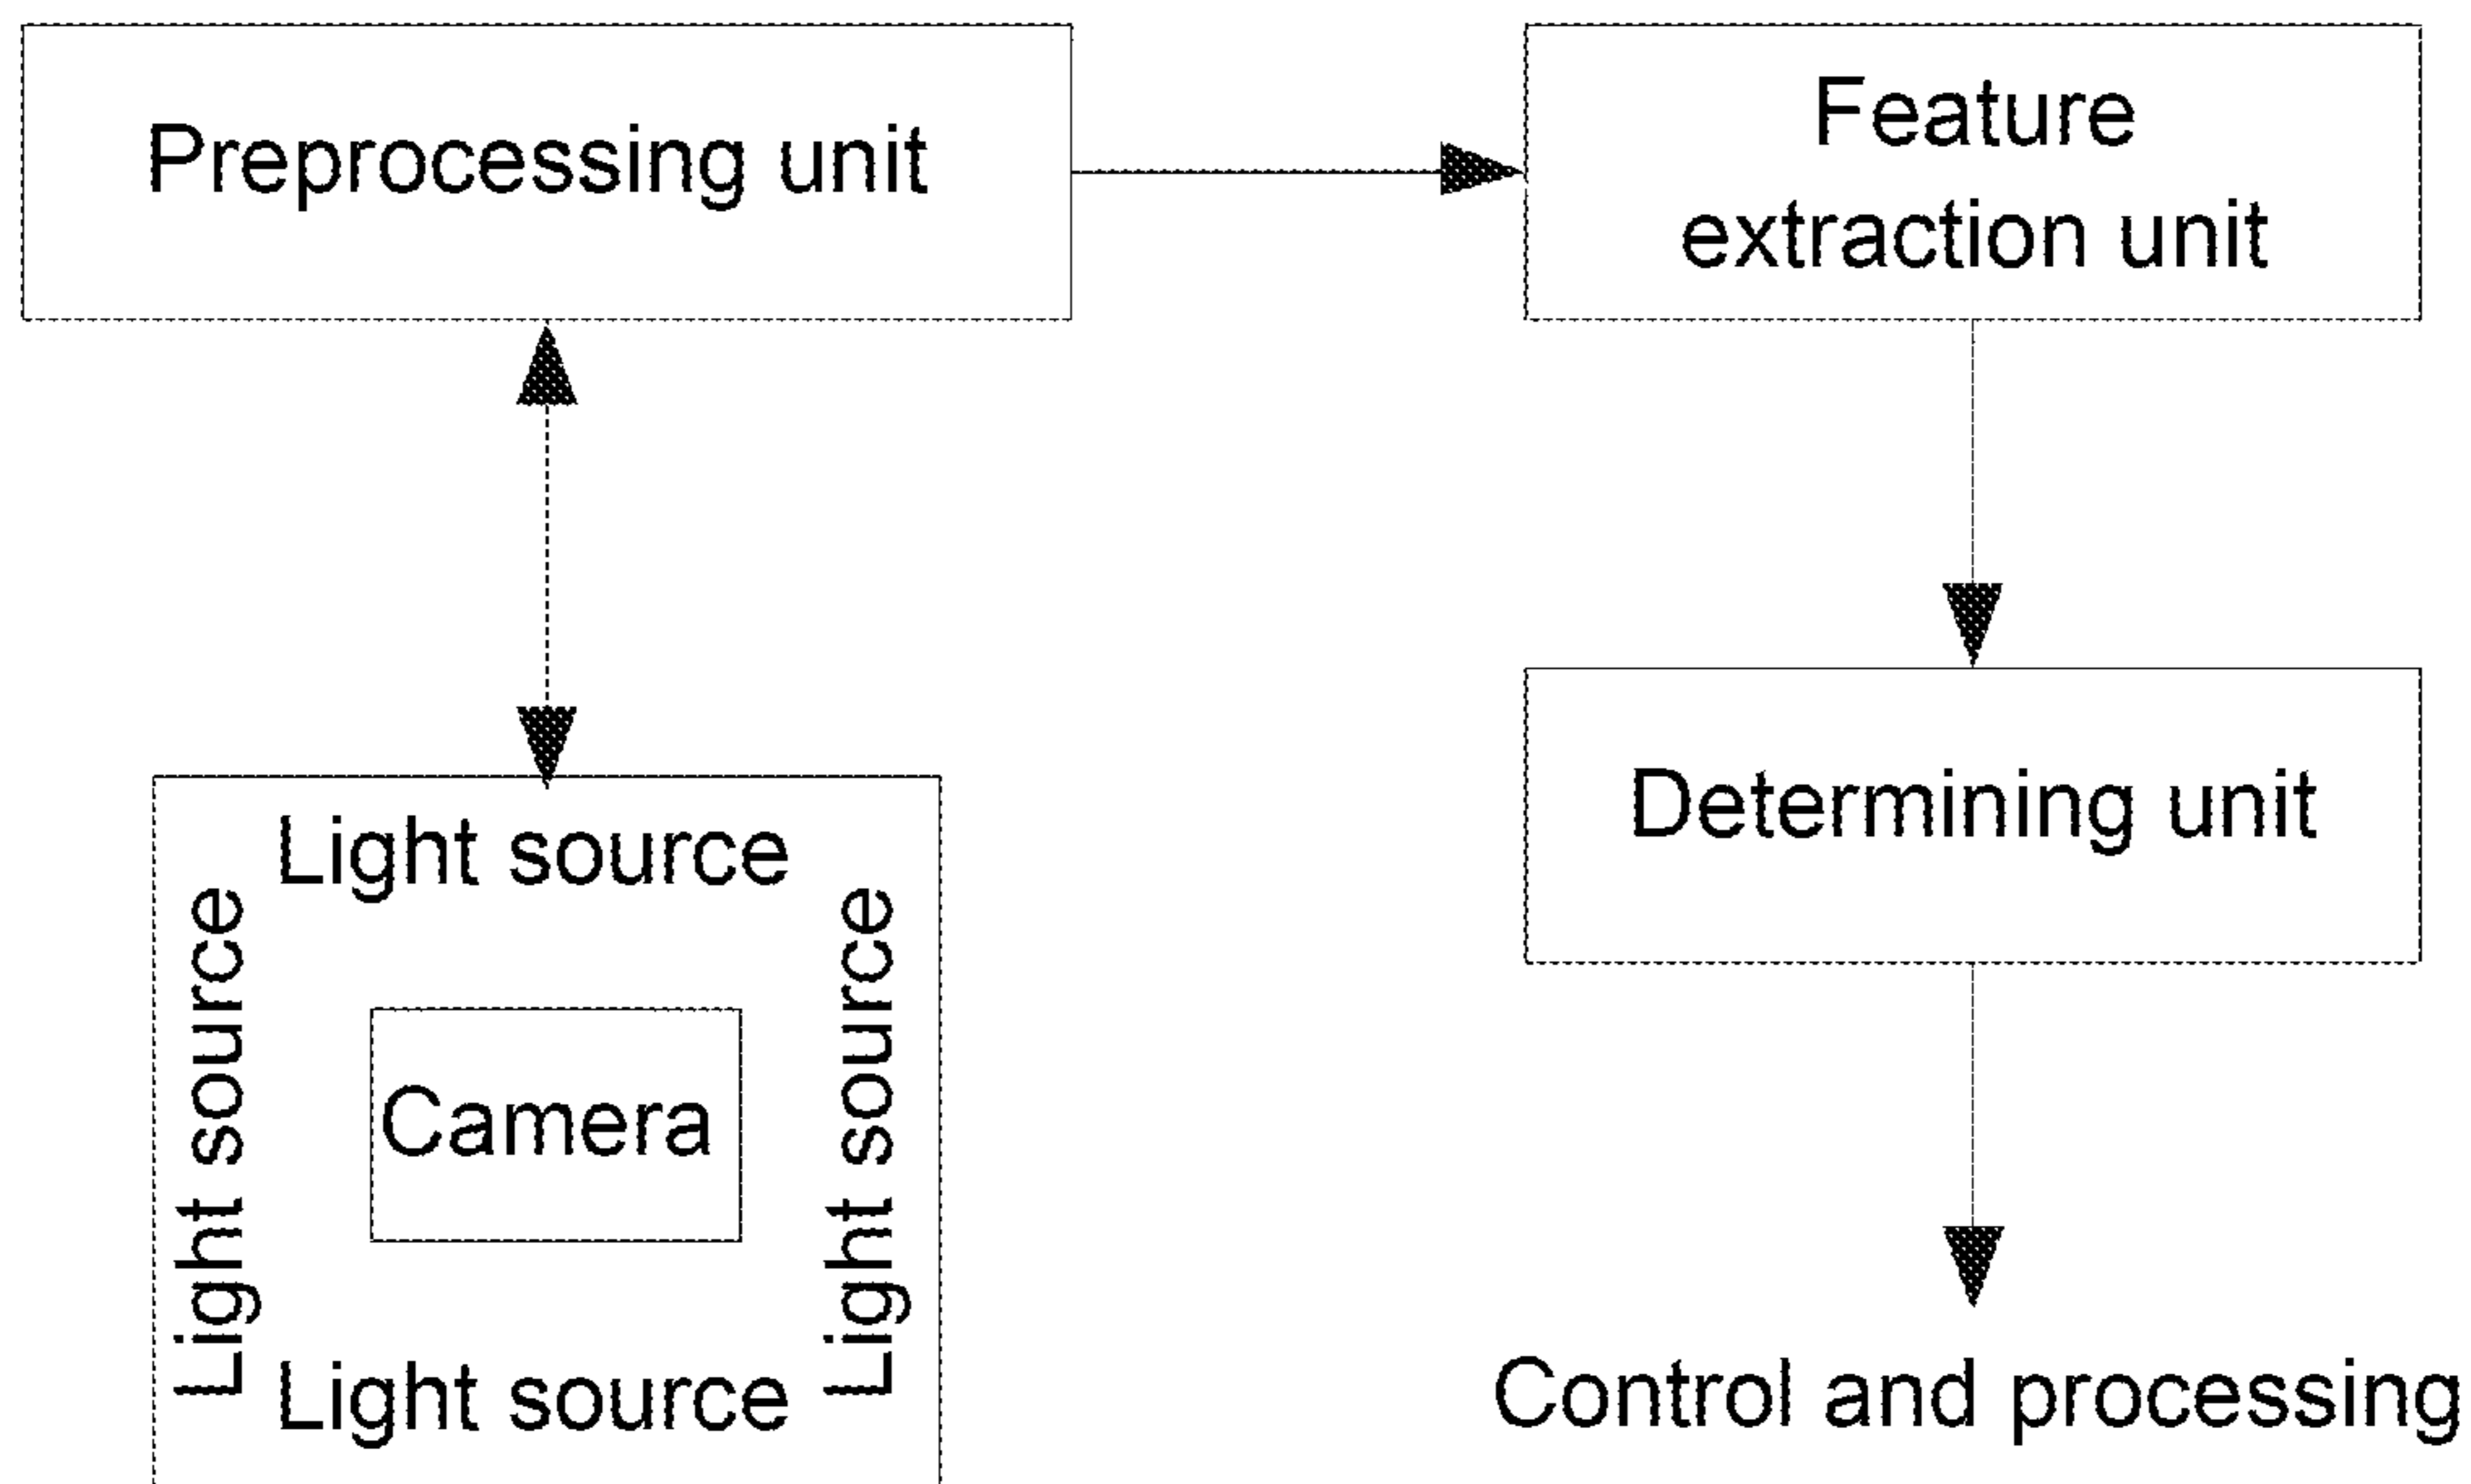 Preprocessing unit
Feature
extraction unit
Determining unit
Light source
Light source
Camera
Light source
Light source
Control and processing